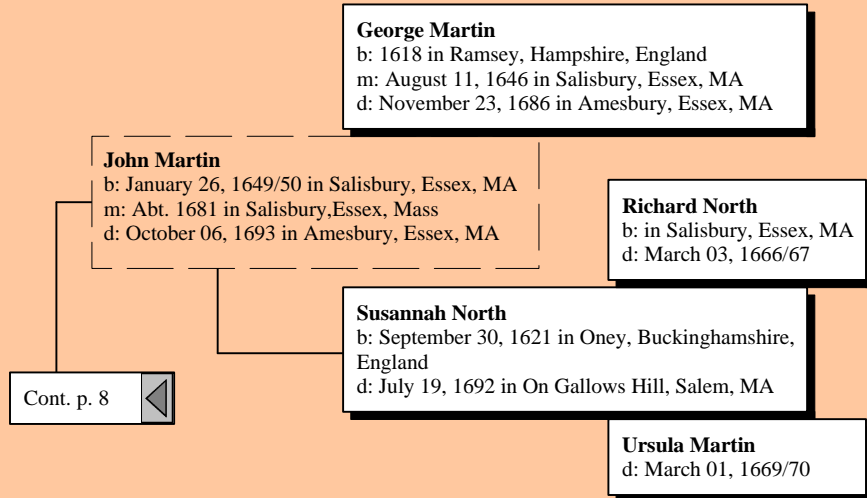 George Martin
b: 1618 in Ramsey, Hampshire, England
m: August 11, 1646 in Salisbury, Essex, MA
d: November 23, 1686 in Amesbury, Essex, MA
John Martin
b: January 26, 1649/50 in Salisbury, Essex, MA
m: Abt. 1681 in Salisbury,Essex, Mass
d: October 06, 1693 in Amesbury, Essex, MA
Richard North
b: in Salisbury, Essex, MA
d: March 03, 1666/67
Susannah North
b: September 30, 1621 in Oney, Buckinghamshire,
England
d: July 19, 1692 in On Gallows Hill, Salem, MA
Cont. p. 8
Ursula Martin
d: March 01, 1669/70